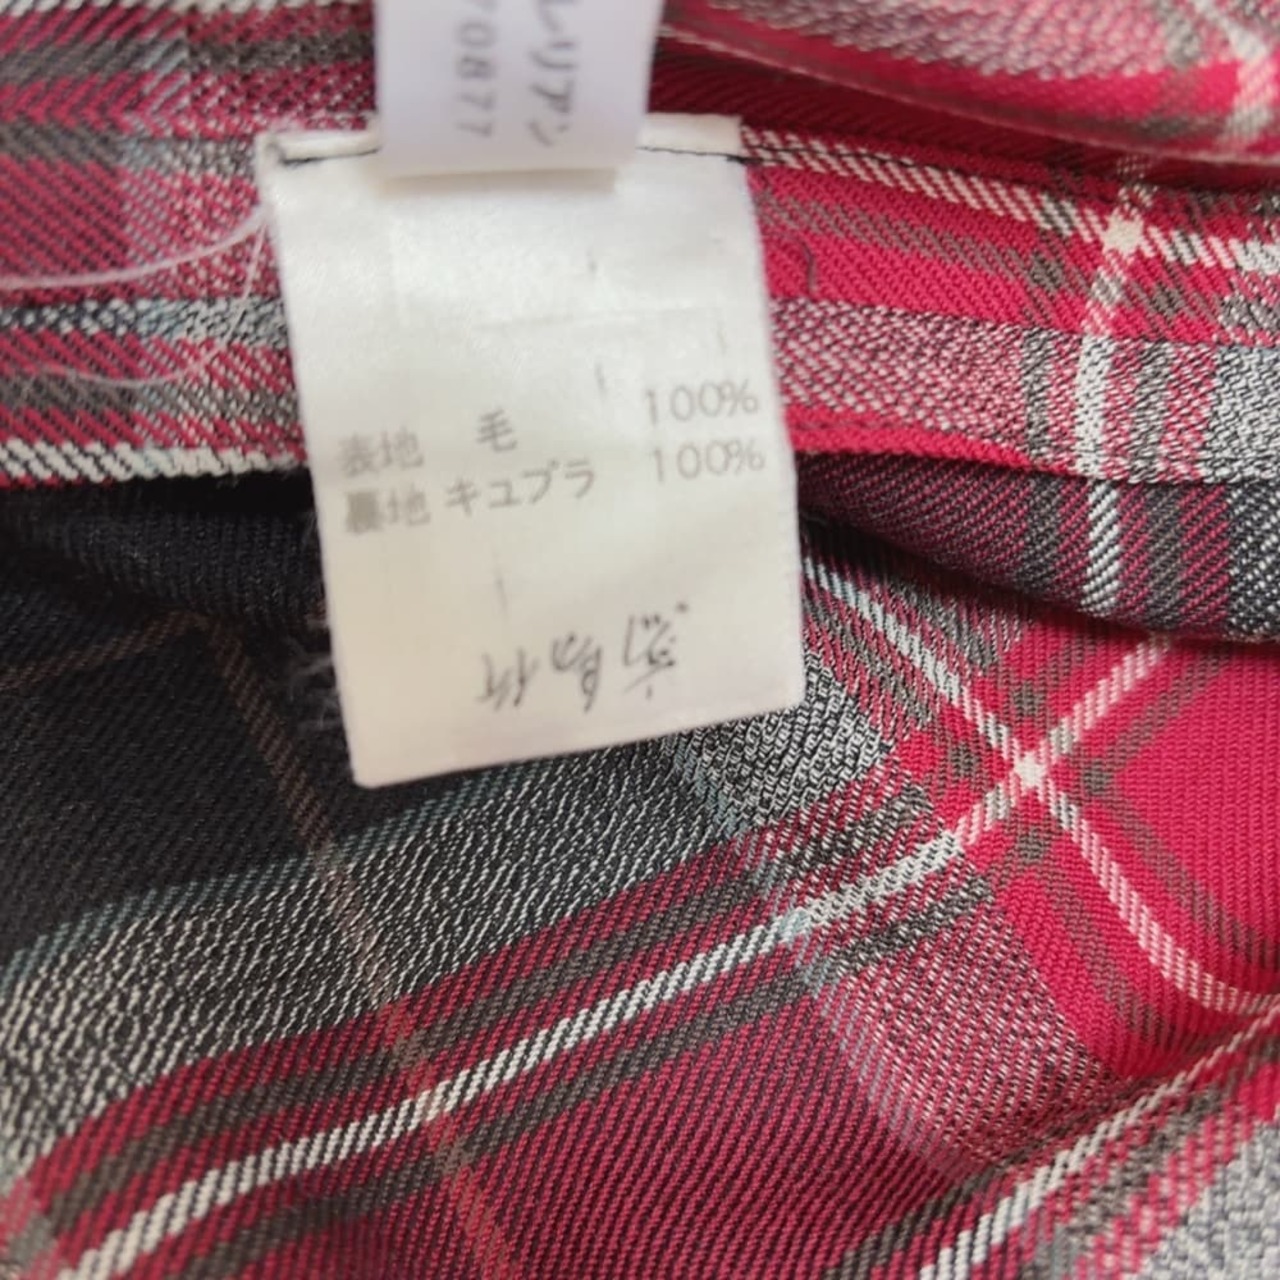 レリアン
70877
表地 毛 100%
裏地 キュプラ 100%